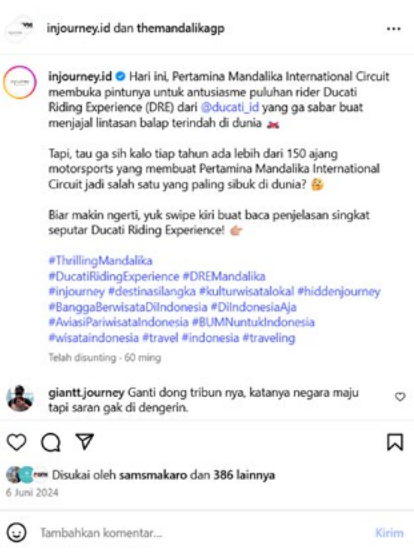 injourney.id dan themandalikagp
injourney.id Hari ini, Pertamina Mandalika International Circuit
membuka pintunya untuk antusiasme puluhan rider Ducati
Riding Experience (DRE) dari @ducati_id yang ga sabar buat
menjajal lintasan balap terindah di dunia 🏍️
Tapi, tau ga sih kalo tiap tahun ada lebih dari 150 ajang
motorsports yang membuat Pertamina Mandalika International
Circuit jadi salah satu yang paling sibuk di dunia? 🤔
Biar makin ngerti, yuk swipe kiri buat baca penjelasan singkat
seputar Ducati Riding Experience! 👉🏻
#ThrillingMandalika
#DucatiRidingExperience #DREMandalika
#injourney #destinasilangka #kulturwisatalokal #hiddenjourney
#BanggaBerwisataDiIndonesia #DiIndonesiaAja
#AviasiPariwisataIndonesia #BUMNuntukIndonesia
#wisataindonesia #travel #indonesia #traveling
Telah disunting · 60 ming
giantt.journey Ganti dong tribun nya, katanya negara maju
tapi saran gak di dengerin.
Disukai oleh samsmakaro dan 386 lainnya
6 Juni 2024
Tambahkan komentar...
Kirim